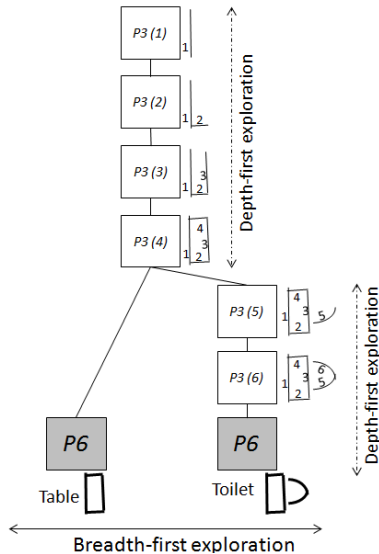 P3 (1)
1
P3 (2)
1 2
P3 (3)
3
1 2
P3 (4)
4
3
1 2
Depth-first exploration
P3 (5)
4
1 3 5
2
P3 (6)
4 6
1 3 5
2
Depth-first exploration
P6
P6
Table
Toilet
Breadth-first exploration